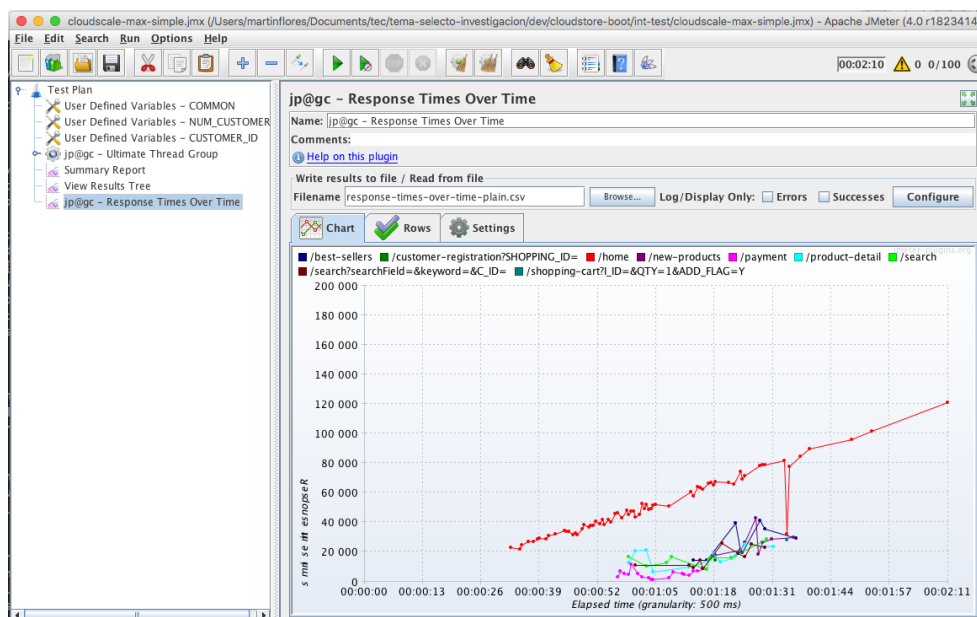 cloudscale-max-simple.jmx (/Users/martinflores/Documents/tec/tema-selecto-investigacion/dev/cloudstore-boot/int-test/cloudscale-max-simple.jmx) - Apache JMeter (4.0 r1823414
File Edit Search Run Options Help
00:02:10 0 0/100
Test Plan
User Defined Variables - COMMON
User Defined Variables - NUM_CUSTOMER
User Defined Variables - CUSTOMER_ID
jp@gc - Ultimate Thread Group
Summary Report
View Results Tree
jp@gc - Response Times Over Time
jp@gc - Response Times Over Time
Name: jp@gc - Response Times Over Time
Comments:
Help on this plugin
Write results to file / Read from file
Filename response-times-over-time-plain.csv Browse... Log/Display Only: Errors Successes Configure
Chart Rows Settings
jmeter-plugins.org
/best-sellers /customer-registration?SHOPPING_ID= /home /new-products /payment /product-detail /search
/search?searchField=&keyword=&C_ID= /shopping-cart?I_ID=&QTY=1&ADD_FLAG=Y
200 000
180 000
160 000
140 000
120 000
100 000
80 000
60 000
40 000
20 000
0
00:00:00 00:00:13 00:00:26 00:00:39 00:00:52 00:01:05 00:01:18 00:01:31 00:01:44 00:01:57 00:02:11
Elapsed time (granularity: 500 ms)